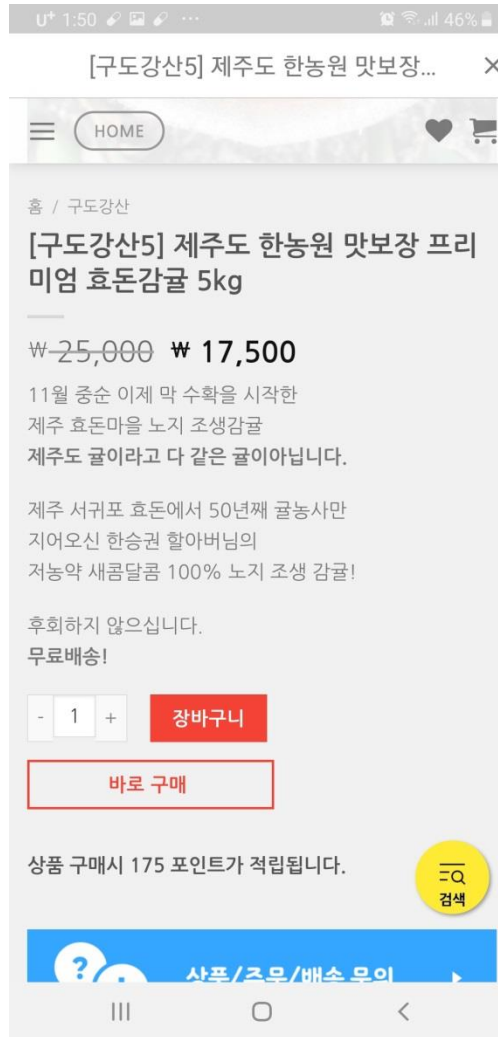 U+ 1:50 ...
46%
[구도강산5] 제주도 한농원 맛보장...
HOME
홈 / 구도강산
[구도강산5] 제주도 한농원 맛보장 프리
미엄 효돈감귤 5kg
₩ 25,000 ₩ 17,500
11월 중순 이제 막 수확을 시작한
제주 효돈마을 노지 조생감귤
제주도 귤이라고 다 같은 귤이아닙니다.
제주 서귀포 효돈에서 50년째 귤농사만
지어오신 한승권 할아버님의
저농약 새콤달콤 100% 노지 조생 감귤!
후회하지 않으십니다.
무료배송!
- 1 + 장바구니
바로 구매
상품 구매시 175 포인트가 적립됩니다.
검색
? 상품/주문/배송 문의